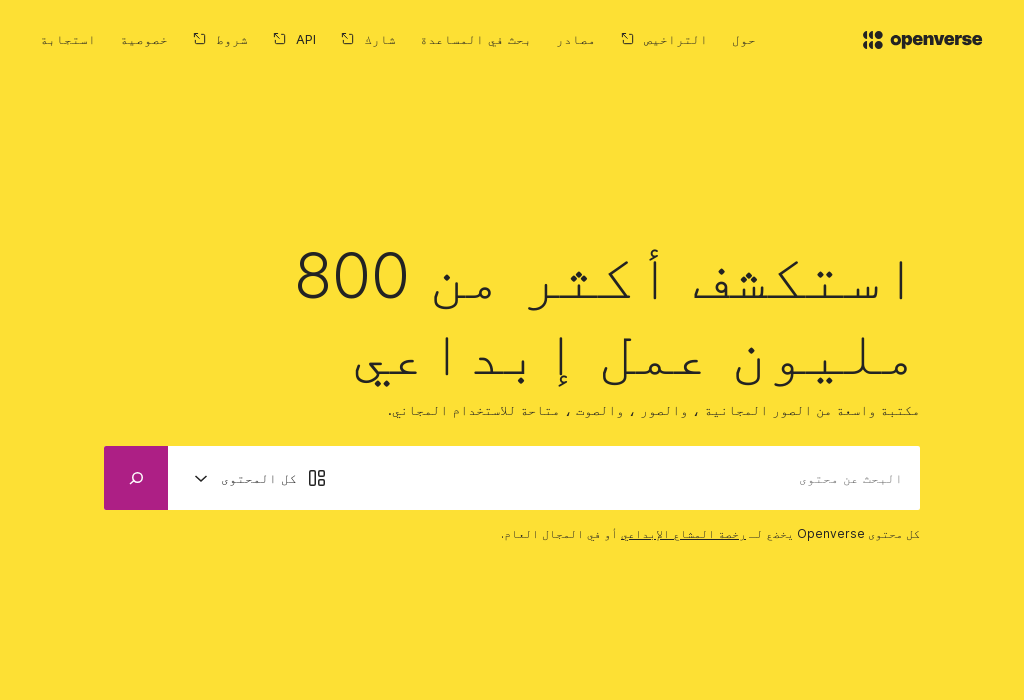 openverse
حول
التراخيص
مصادر
بحث في المساعدة
شارك
API
شروط
خصوصية
استجابة
استكشف أكثر من 800
مليون عمل إبداعي
مكتبة واسعة من الصور المجانية ، والصور ، والصوت ، متاحة للاستخدام المجاني.
البحث عن محتوى
كل المحتوى
كل محتوى Openverse يخضع لـ رخصة المشاع الإبداعي أو في المجال العام.